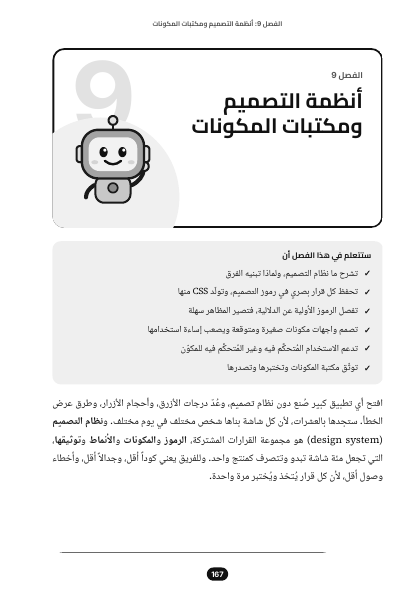 الفصل 9: أنظمة التصميم ومكتبات المكونات
9
الفصل 9
أنظمة التصميم
ومكتبات المكونات
ستتعلم في هذا الفصل أن
✓ تشرح ما نظام التصميم، ولماذا تبنيه الفرق
✓ تحفظ كل قرار بصري في رموز التصميم، وتولّد CSS منها
✓ تفصل الرموز الأولية عن الدلالية، فتصير المظاهر سهلة
✓ تصمم واجهات مكونات صغيرة ومتوقعة ويصعب إساءة استخدامها
✓ تدعم الاستخدام المُتحكَّم فيه وغير المُتحكَّم فيه للمكوّن
✓ توثّق مكتبة المكونات وتختبرها وتصدرها
افتح أي تطبيق كبير صُنع دون نظام تصميم، وعُدّ درجات الأزرق، وأحجام الأزرار، وطرق عرض
الخطأ. ستجدها بالعشرات، لأن كل شاشة بناها شخص مختلف في يوم مختلف. ونظام التصميم
(design system) هو مجموعة القرارات المشتركة، الرموز والمكونات والأنماط وتوثيقها،
التي تجعل مئة شاشة تبدو وتتصرف كمنتج واحد. وللفريق يعني كوداً أقل، وجدالاً أقل، وأخطاء
وصول أقل، لأن كل قرار يُتخذ ويُختبر مرة واحدة.
167